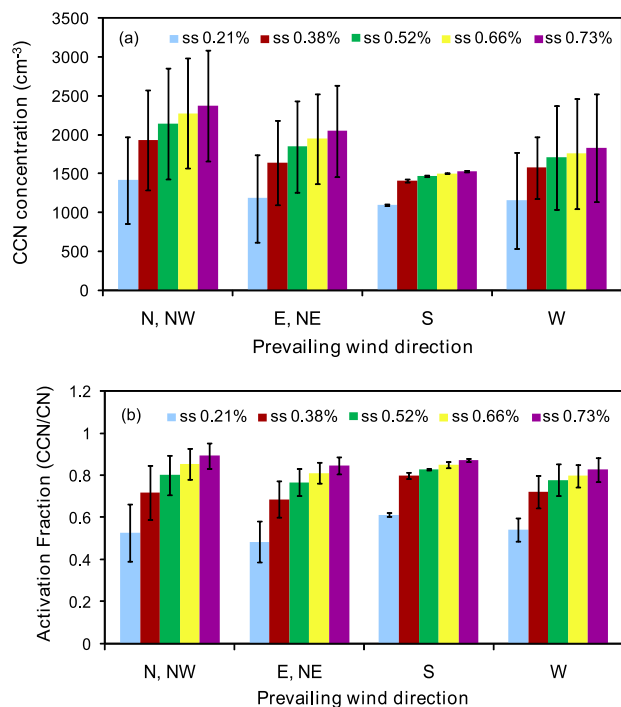 (a) ss 0.21% ss 0.38% ss 0.52% ss 0.66% ss 0.73%
CCN concentration (cm⁻³)
3500
3000
2500
2000
1500
1000
500
0
N, NW E, NE S W
Prevailing wind direction
(b) ss 0.21% ss 0.38% ss 0.52% ss 0.66% ss 0.73%
Activation Fraction (CCN/CN)
1.2
1
0.8
0.6
0.4
0.2
0
N, NW E, NE S W
Prevailing wind direction